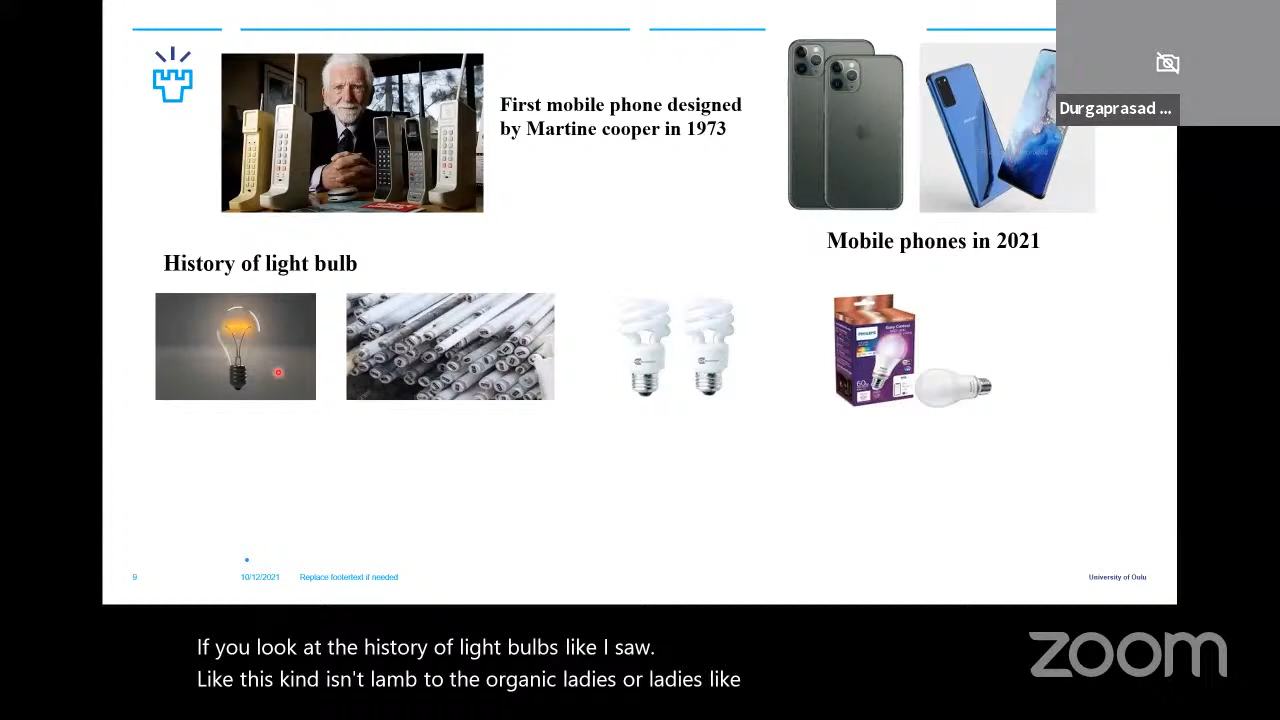 Durgaprasad ...
First mobile phone designed
by Martine cooper in 1973
Mobile phones in 2021
History of light bulb
PHILIPS
60
9
10/12/2021
Replace footertext if needed
University of Oulu
If you look at the history of light bulbs like I saw.
Like this kind isn't lamb to the organic ladies or ladies like
zoom